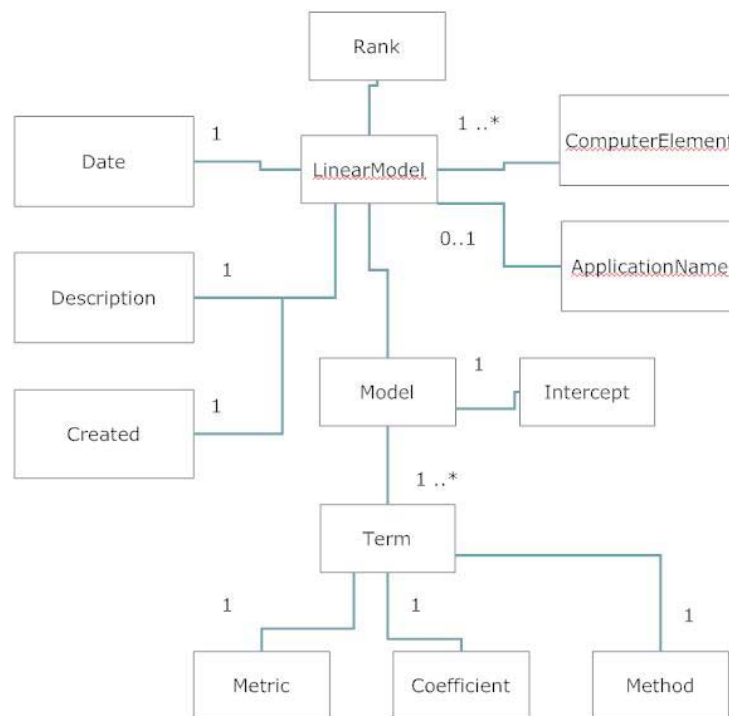 Rank
1
1 ..*
ComputerElement
Date
LinearModel
0..1
ApplicationName
1
Description
1
Intercept
Model
1
Created
1 ..*
Term
1
1
1
Metric
Coefficient
Method